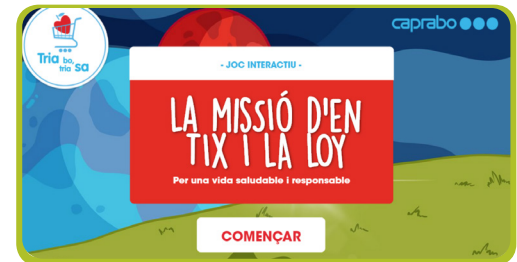 Tria bo,
tria sa
caprabo
- JOC INTERACTIU -
LA MISSIÓ D'EN
TIX I LA LOY
Per una vida saludable i responsable
COMENÇAR